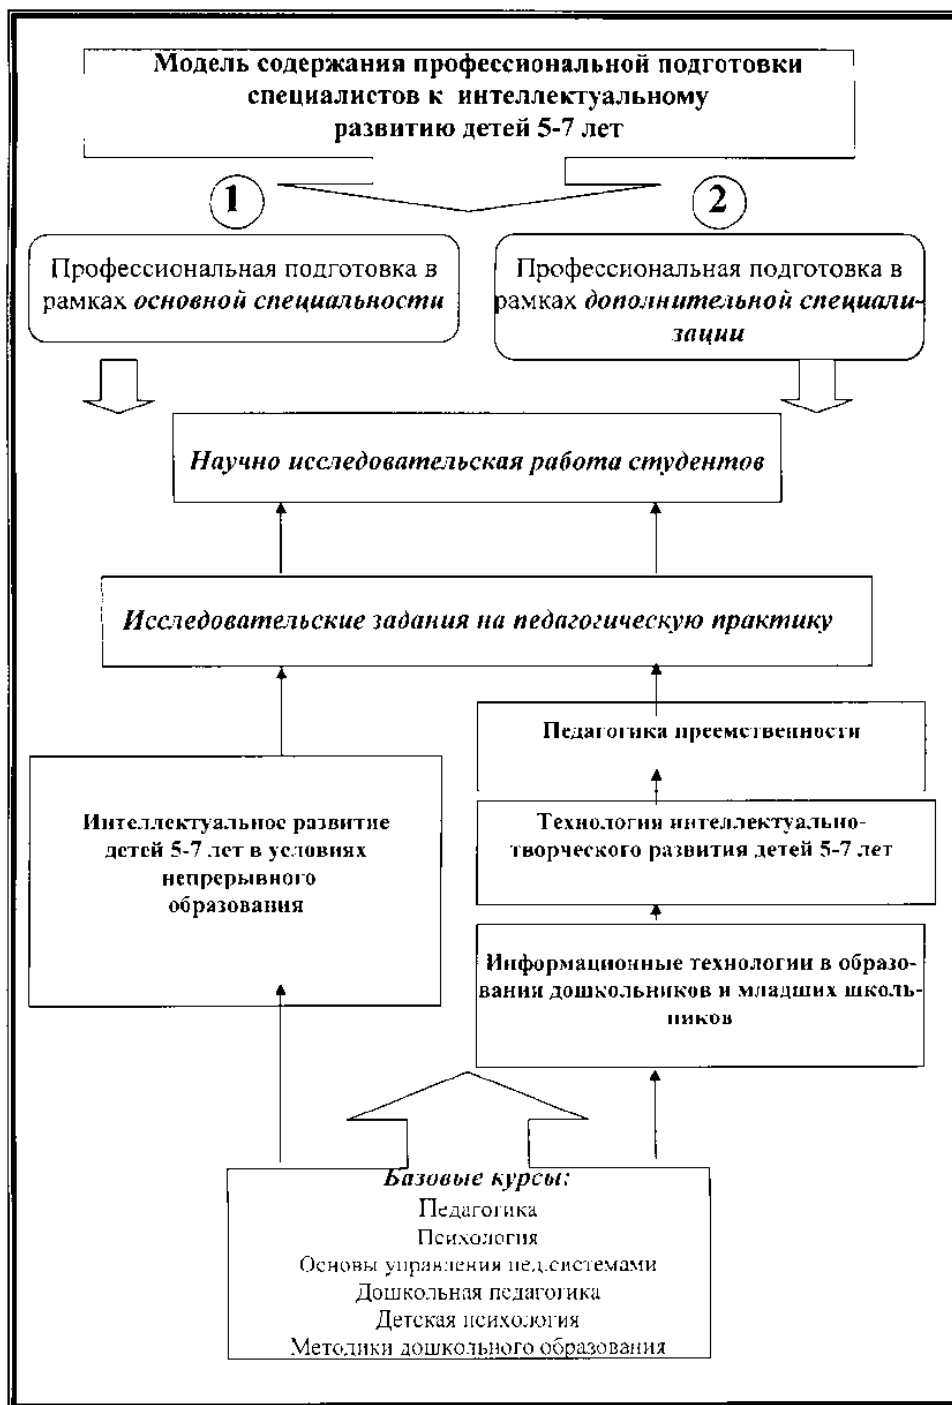 Модель содержания профессиональной подготовки
специалистов к интеллектуальному
развитию детей 5-7 лет
1
2
Профессиональная подготовка в
рамках основной специальности
Профессиональная подготовка в
рамках дополнительной специали-
зации
Научно исследовательская работа студентов
Исследовательские задания на педагогическую практику
Педагогика преемственности
Интеллектуальное развитие
детей 5-7 лет в условиях
непрерывного
образования
Технология интеллектуально-
творческого развития детей 5-7 лет
Информационные технологии в образо-
вании дошкольников и младших школь-
ников
Базовые курсы:
Педагогика
Психология
Основы управления пед.системами
Дошкольная педагогика
Детская психология
Методики дошкольного образования